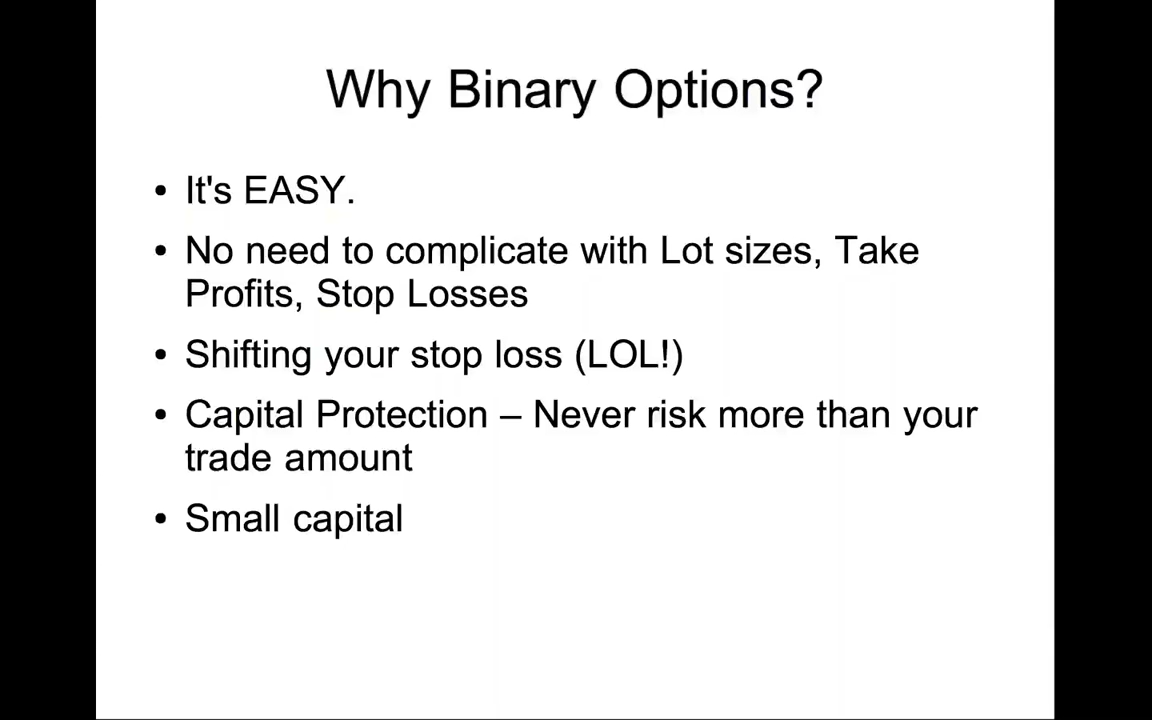 Why Binary Options?
• It's EASY.
• No need to complicate with Lot sizes, Take
Profits, Stop Losses
• Shifting your stop loss (LOL!)
• Capital Protection – Never risk more than your
trade amount
• Small capital